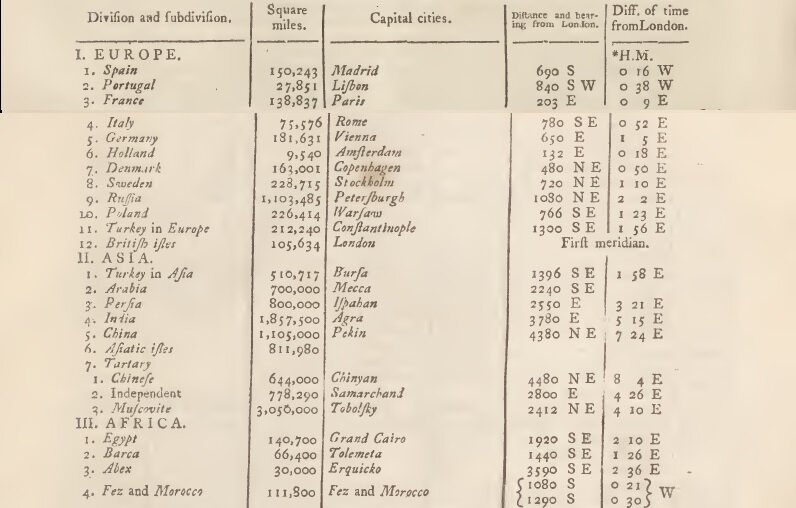 Diviſion and ſubdiviſion. Square miles. Capital cities. Diſtance and bearing from London. Diff. of time from London.
I. EUROPE. *H.M.
1. Spain 150,243 Madrid 690 S 0 16 W
2. Portugal 27,851 Liſbon 840 S W 0 38 W
3. France 138,837 Paris 203 E 0 9 E
4. Italy 75,576 Rome 780 S E 0 52 E
5. Germany 181,631 Vienna 650 E 1 5 E
6. Holland 9,540 Amſterdam 132 E 0 18 E
7. Denmark 163,001 Copenhagen 480 N E 0 50 E
8. Sweden 228,715 Stockholm 720 N E 1 10 E
9. Ruſſia 1,103,485 Peterſburgh 1080 N E 2 2 E
10. Poland 226,414 Warſaw 766 S E 1 23 E
11. Turkey in Europe 212,240 Conſtantinople 1300 S E 1 56 E
12. Britiſh iſles 105,634 London Firſt meridian.
II. ASIA.
1. Turkey in Aſia 510,717 Burſa 1396 S E 1 58 E
2. Arabia 700,000 Mecca 2240 S E
3. Perſia 800,000 Iſpahan 2550 E 3 21 E
4. India 1,857,500 Agra 3780 E 5 15 E
5. China 1,105,000 Pekin 4380 N E 7 24 E
6. Aſiatic iſles 811,980
7. Tartary
1. Chineſe 644,000 Chinyan 4480 N E 8 4 E
2. Independent 778,290 Samarchand 2800 E 4 26 E
3. Muſcovite 3,050,000 Tobolſky 2412 N E 4 10 E
III. AFRICA.
1. Egypt 140,700 Grand Cairo 1920 S E 2 10 E
2. Barca 66,400 Tolemeta 1440 S E 1 26 E
3. Abex 30,000 Erquicko 3590 S E 2 36 E
4. Fez and Morocco 111,800 Fez and Morocco { 1080 S 0 21 } W
{ 1290 S 0 30 }